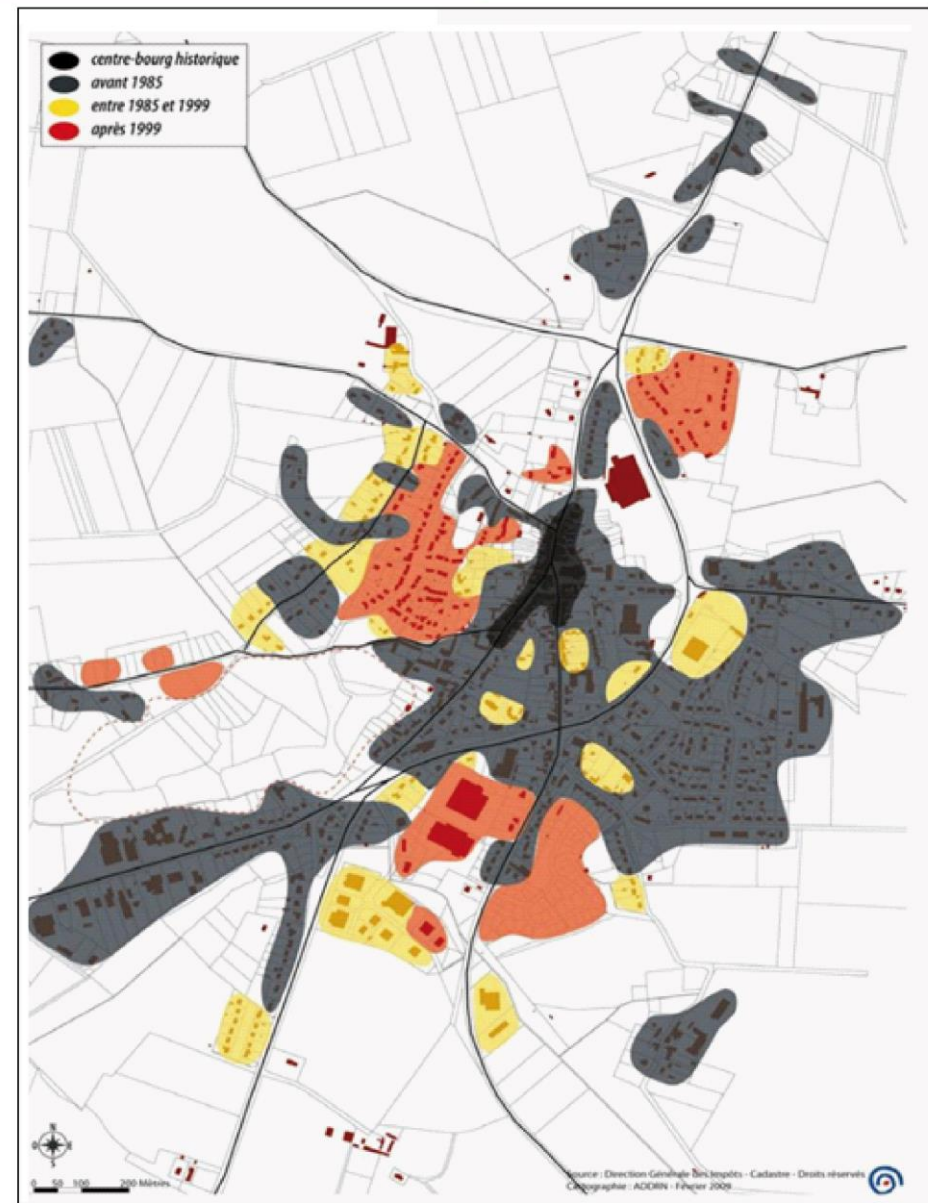 centre-bourg historique
avant 1985
entre 1985 et 1999
après 1999
N
O E
S
0 50 100 200 Mètres
Source : Direction Générale Des Impôts - Cadastre - Droits réservés
Cartographie : ADDRN - Février 2009